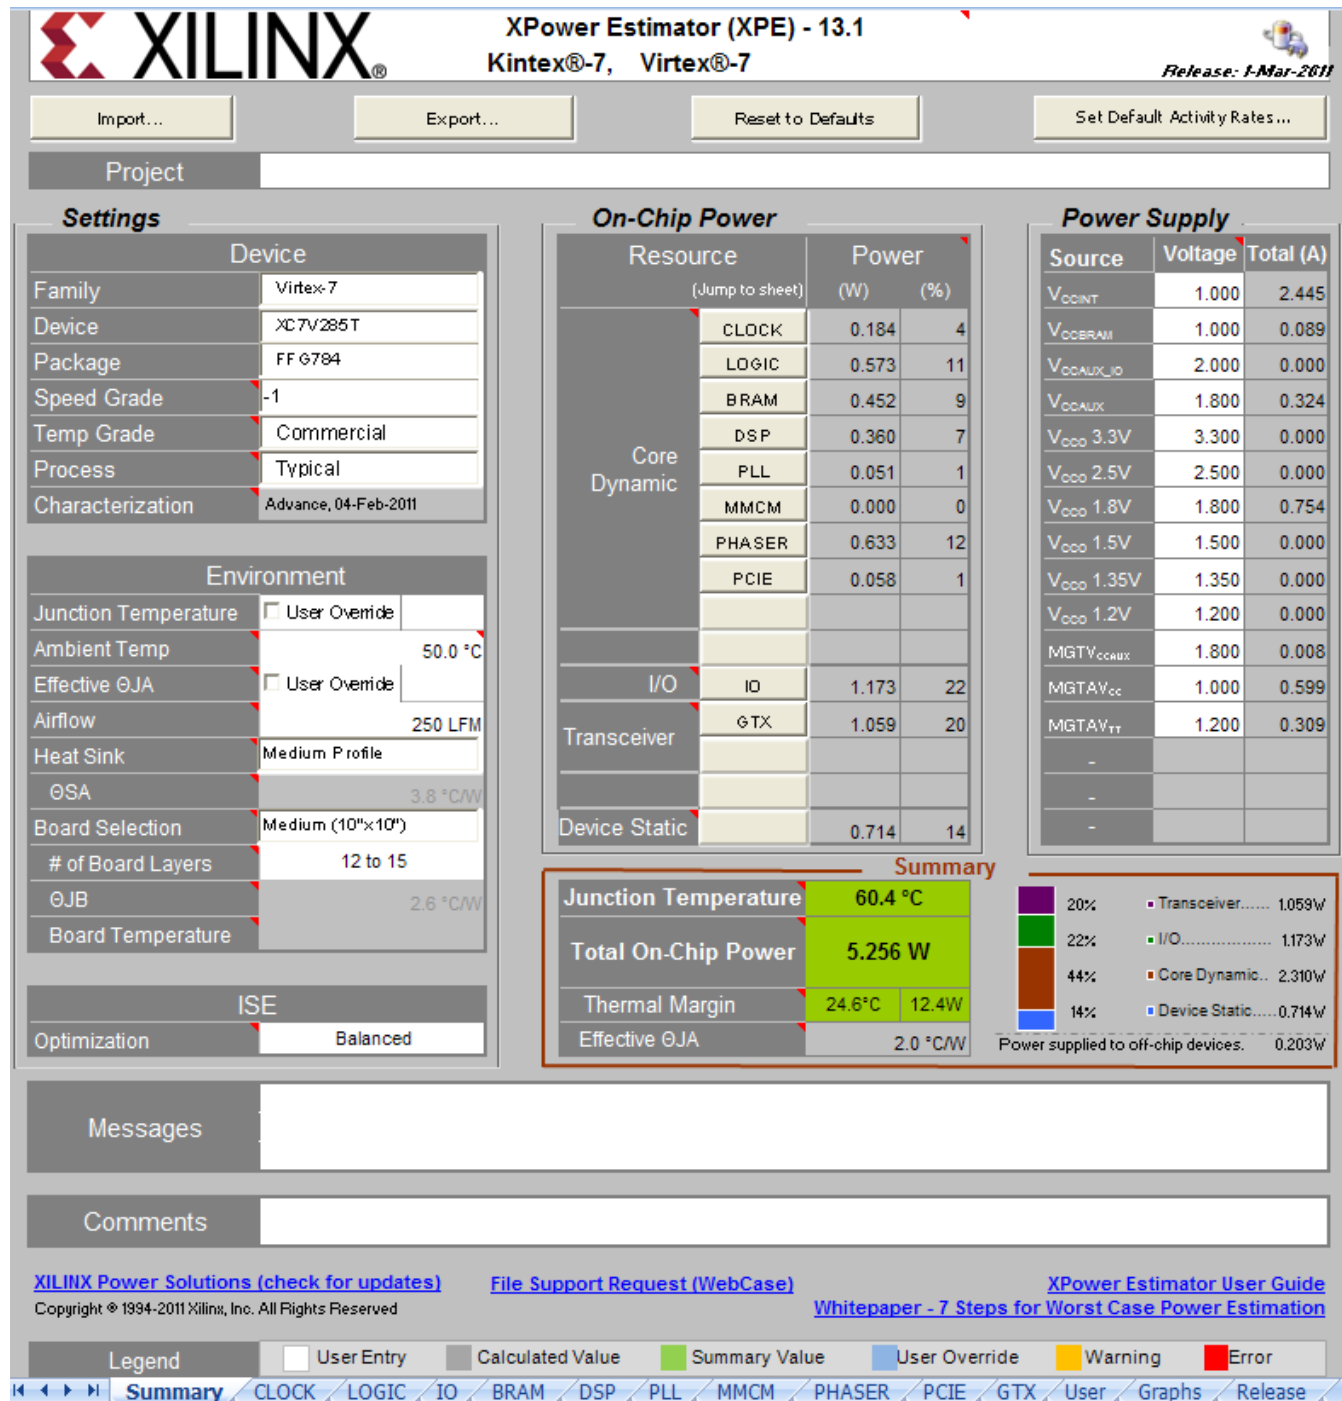 XILINX®
XPower Estimator (XPE) - 13.1
Kintex®-7, Virtex®-7
Release: 1-Mar-2011
Import... Export... Reset to Defaults Set Default Activity Rates...
Project
Settings
Device
Family Virtex-7
Device XC7V285T
Package FFG784
Speed Grade -1
Temp Grade Commercial
Process Typical
Characterization Advance, 04-Feb-2011
Environment
Junction Temperature User Override
Ambient Temp 50.0 °C
Effective ΘJA User Override
Airflow 250 LFM
Heat Sink Medium Profile
ΘSA 3.8 °C/W
Board Selection Medium (10"x10")
# of Board Layers 12 to 15
ΘJB 2.6 °C/W
Board Temperature
ISE
Optimization Balanced
On-Chip Power
Resource Power
(Jump to sheet) (W) (%)
Core Dynamic
CLOCK 0.184 4
LOGIC 0.573 11
BRAM 0.452 9
DSP 0.360 7
PLL 0.051 1
MMCM 0.000 0
PHASER 0.633 12
PCIE 0.058 1
I/O IO 1.173 22
Transceiver GTX 1.059 20
Device Static 0.714 14
Power Supply
Source Voltage Total (A)
VCCINT 1.000 2.445
VCCBRAM 1.000 0.089
VCCAUX_IO 2.000 0.000
VCCAUX 1.800 0.324
VCCO 3.3V 3.300 0.000
VCCO 2.5V 2.500 0.000
VCCO 1.8V 1.800 0.754
VCCO 1.5V 1.500 0.000
VCCO 1.35V 1.350 0.000
VCCO 1.2V 1.200 0.000
MGTVCCAUX 1.800 0.008
MGTAVcc 1.000 0.599
MGTAVTT 1.200 0.309
-
-
-
Summary
Junction Temperature 60.4 °C
Total On-Chip Power 5.256 W
Thermal Margin 24.6°C 12.4W
Effective ΘJA 2.0 °C/W
20% Transceiver...... 1.059W
22% I/O.................. 1.173W
44% Core Dynamic.. 2.310W
14% Device Static.....0.714W
Power supplied to off-chip devices. 0.203W
Messages
Comments
XILINX Power Solutions (check for updates) File Support Request (WebCase) XPower Estimator User Guide
Copyright © 1994-2011 Xilinx, Inc. All Rights Reserved Whitepaper - 7 Steps for Worst Case Power Estimation
Legend User Entry Calculated Value Summary Value User Override Warning Error
Summary CLOCK LOGIC IO BRAM DSP PLL MMCM PHASER PCIE GTX User Graphs Release